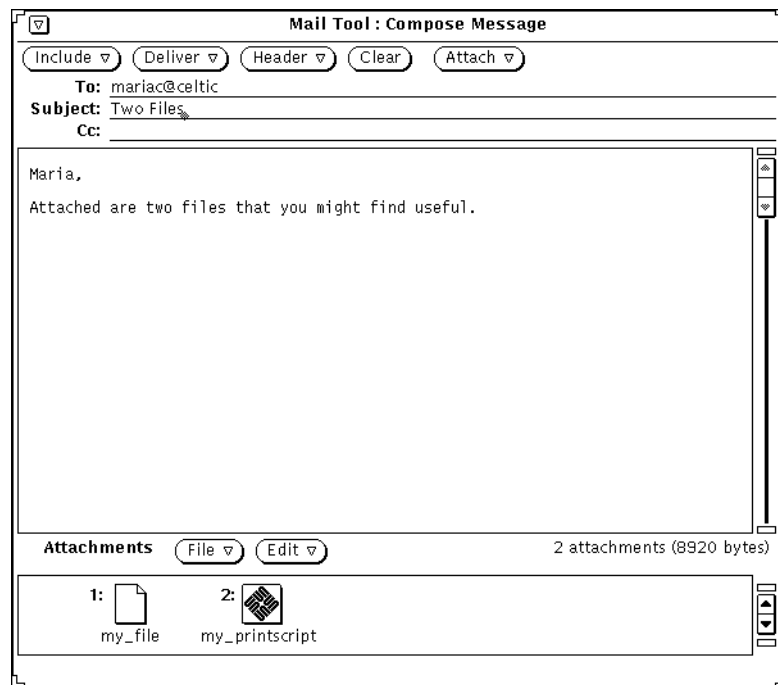 Mail Tool : Compose Message
Include Deliver Header Clear Attach
To: mariac@celtic
Subject: Two Files
Cc:
Maria,
Attached are two files that you might find useful.
Attachments File Edit 2 attachments (8920 bytes)
1: 2:
my_file my_printscript